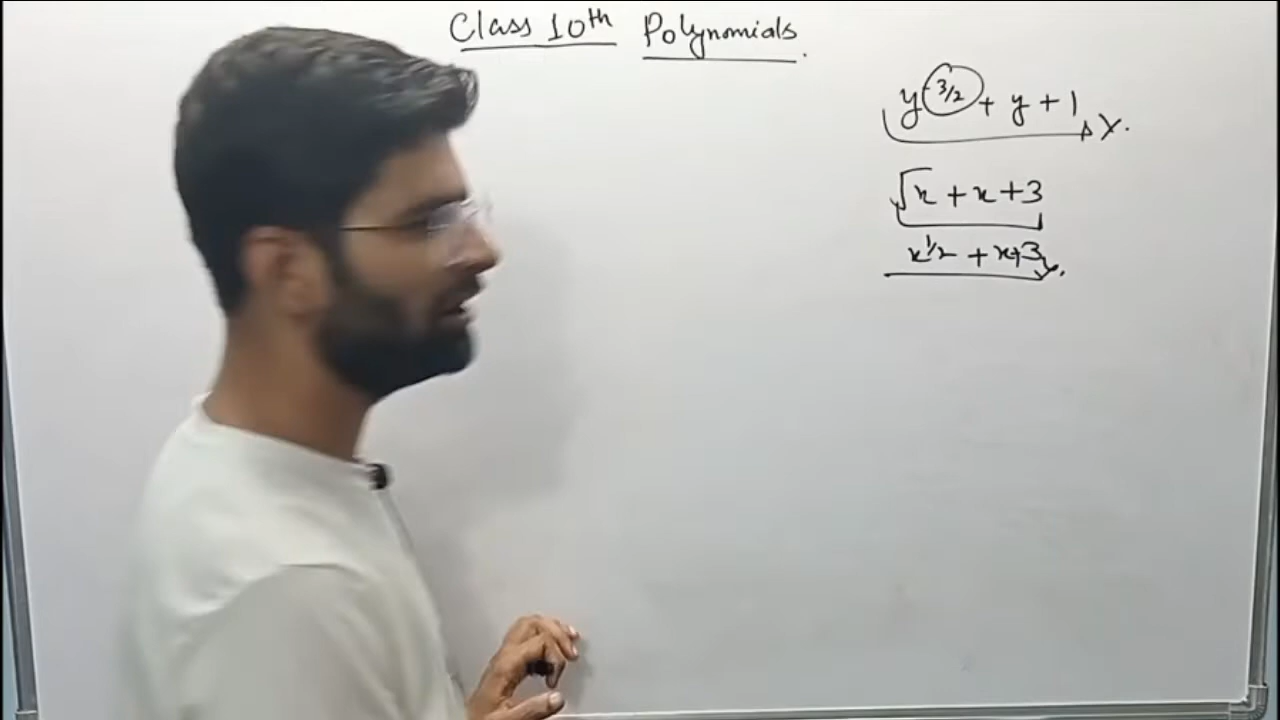 Class 10th Polynomials.
y^3/2 + y + 1 x.
√x + x + 3
x^1/2 + x+3 x.